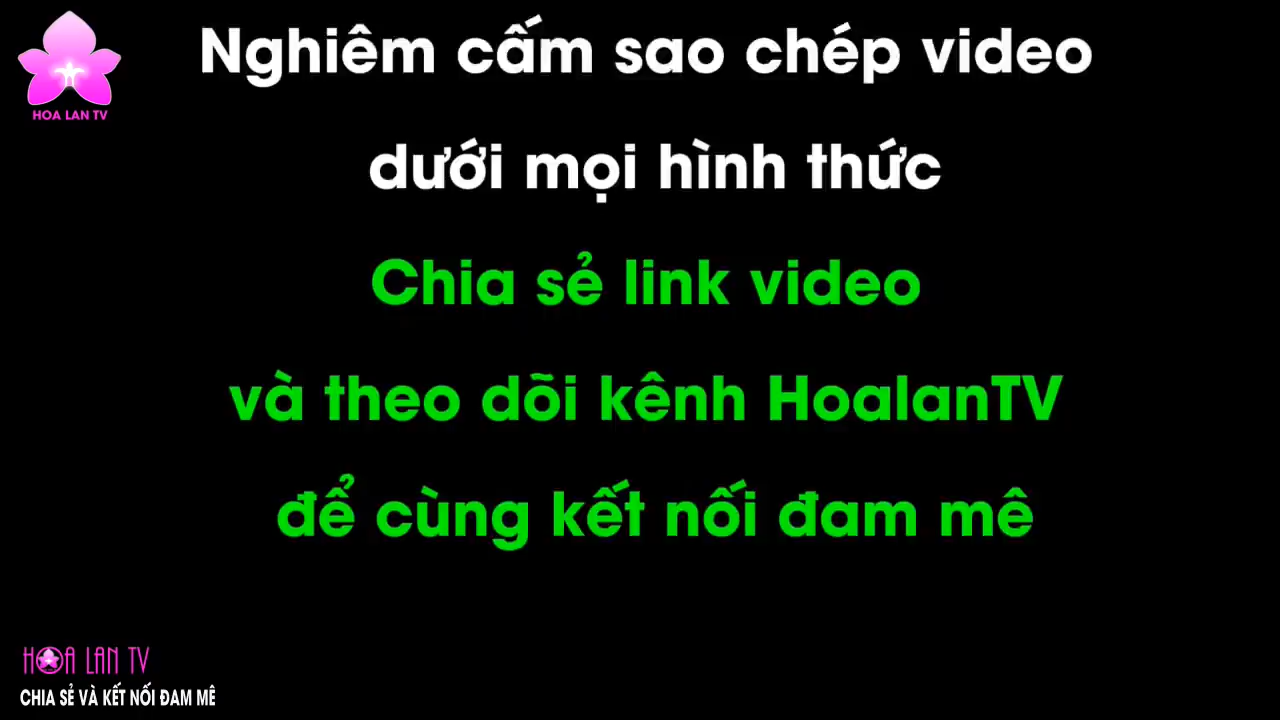 HOA LAN TV
Nghiêm cấm sao chép video
dưới mọi hình thức
Chia sẻ link video
và theo dõi kênh HoalanTV
để cùng kết nối đam mê
HOA LAN TV
CHIA SẺ VÀ KẾT NỐI ĐAM MÊ